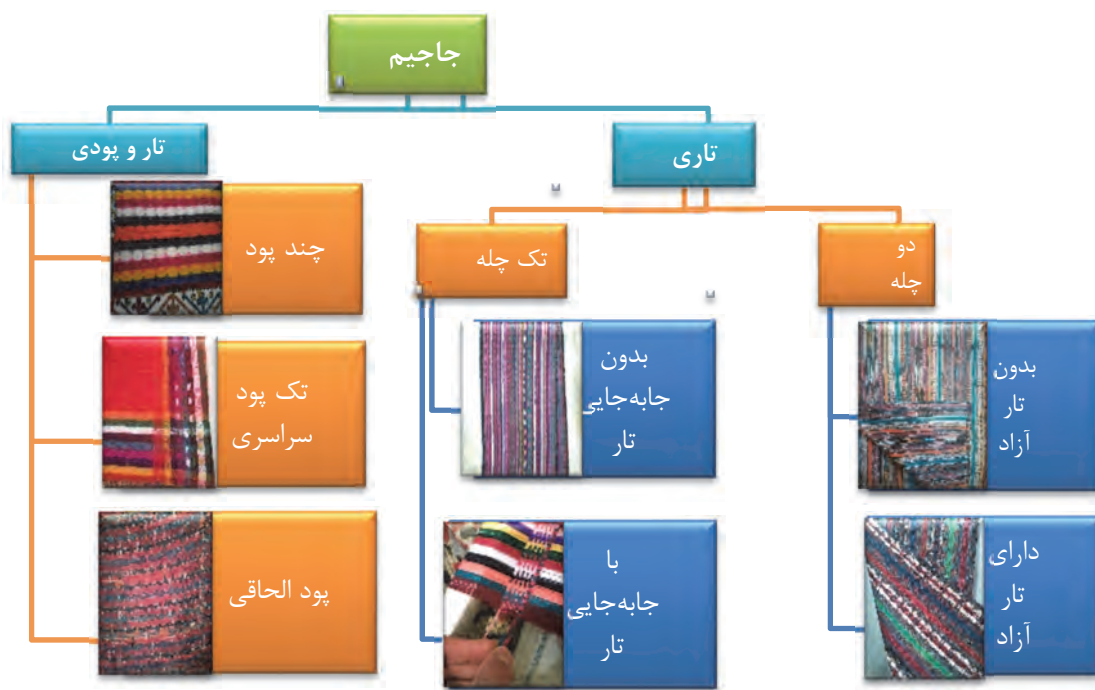 جاجیم
تاری
تار و پودی
دو
چله
تک چله
بدون
تار
آزاد
دارای
تار
آزاد
بدون
جابه‌جایی
تار
با
جابه‌جایی
تار
چند پود
تک پود
سراسری
پود الحاقی